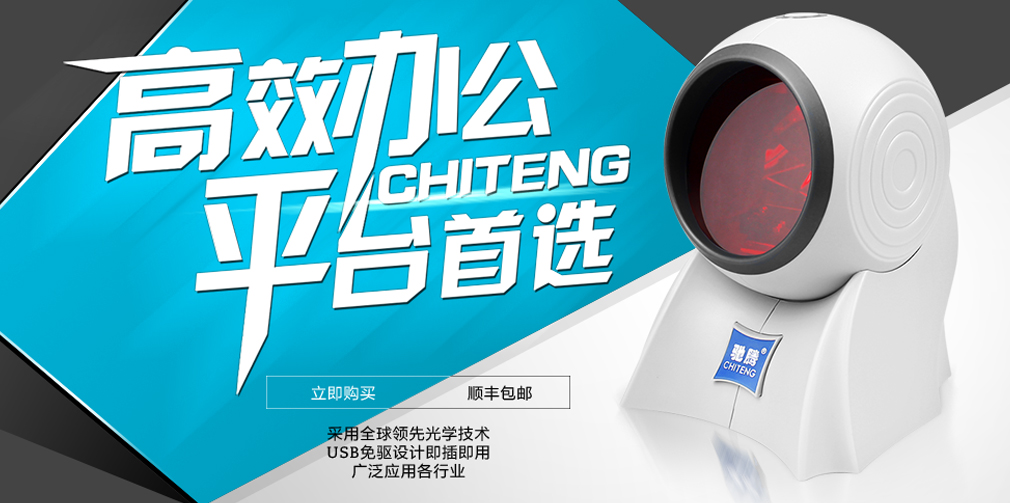 高效办公
CHITENG
平台首选
立即购买 顺丰包邮
采用全球领先光学技术
USB免驱设计即插即用
广泛应用各行业
驰腾®
CHITENG